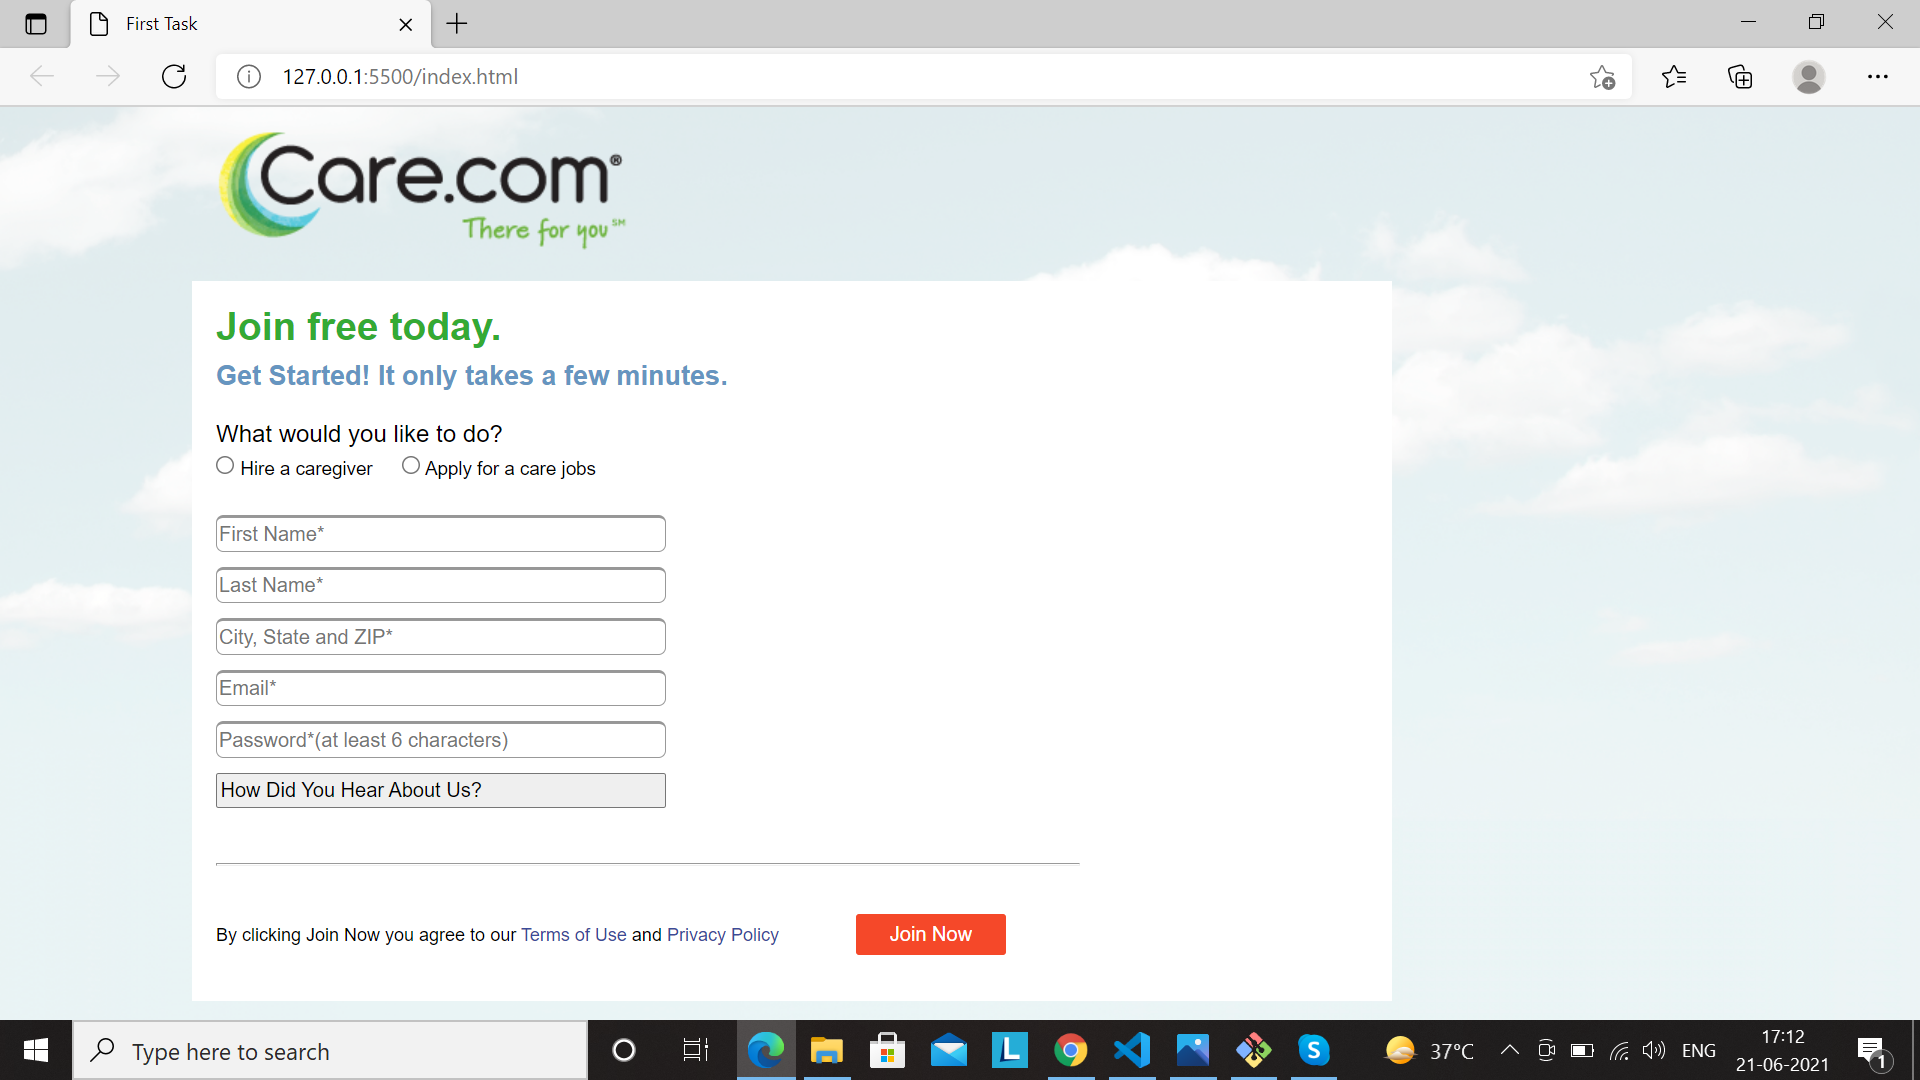 First Task
127.0.0.1:5500/index.html
Care.com®
There for you℠
Join free today.
Get Started! It only takes a few minutes.
What would you like to do?
Hire a caregiver Apply for a care jobs
First Name*
Last Name*
City, State and ZIP*
Email*
Password*(at least 6 characters)
How Did You Hear About Us?
By clicking Join Now you agree to our Terms of Use and Privacy Policy Join Now
Type here to search
L
S
37°C
ENG
17:12
21-06-2021
1